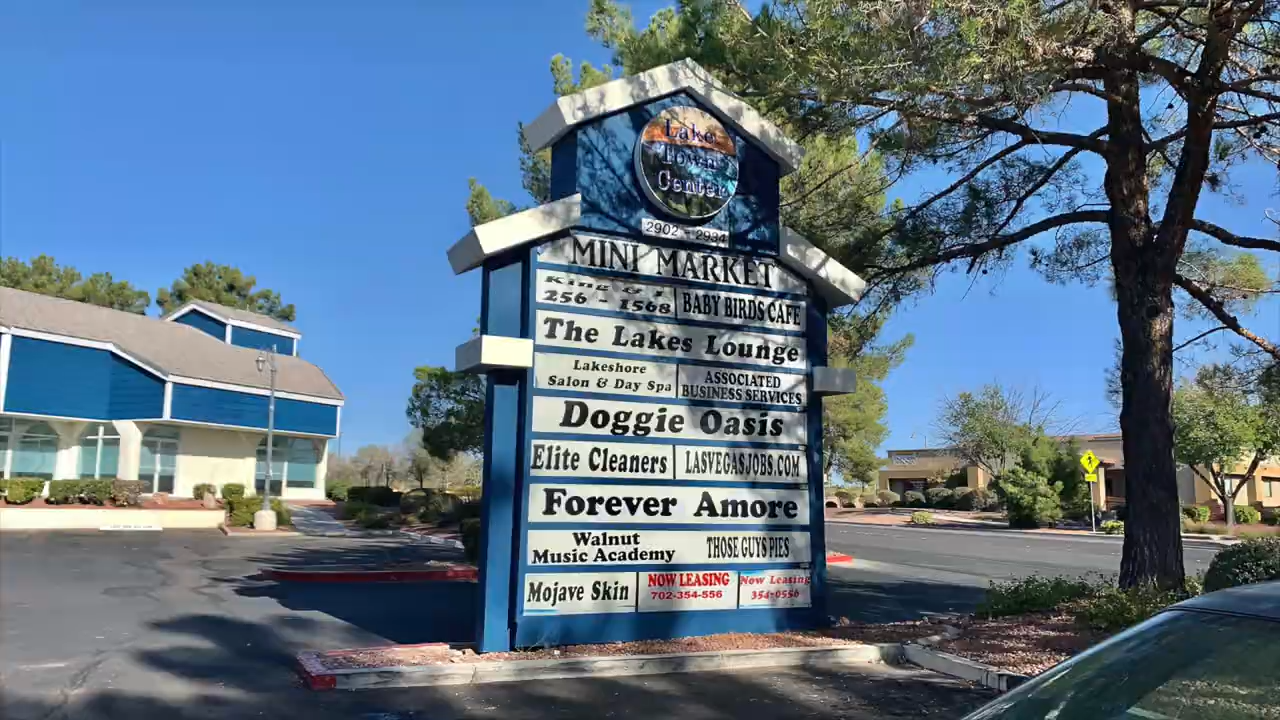 Lake
Town
Center
2902 - 2934
MINI MARKET
King & I
256 - 1568
BABY BIRDS CAFE
The Lakes Lounge
Lakeshore
Salon & Day Spa
ASSOCIATED
BUSINESS SERVICES
Doggie Oasis
Elite Cleaners
LASVEGASJOBS.COM
Forever Amore
Walnut
Music Academy
THOSE GUYS PIES
Mojave Skin
NOW LEASING
702-354-556
Now Leasing
354-0556